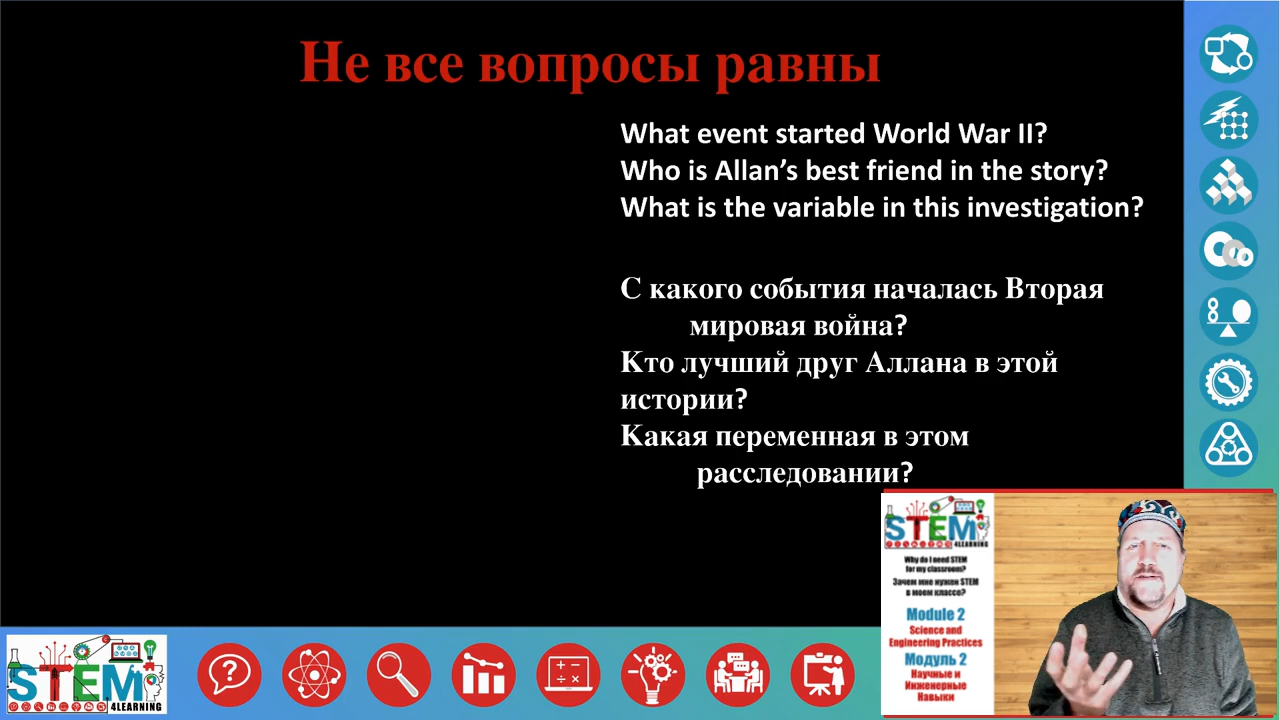 Не все вопросы равны
What event started World War II?
Who is Allan’s best friend in the story?
What is the variable in this investigation?
С какого события началась Вторая
мировая война?
Кто лучший друг Аллана в этой
истории?
Какая переменная в этом
расследовании?
STEM
4LEARNING
Why do I need STEM
for my classroom?
Зачем мне нужен STEM
в моем классе?
Module 2
Science and
Engineering Practices
Модуль 2
Научные и
Инженерные
Навыки
STEM
4LEARNING